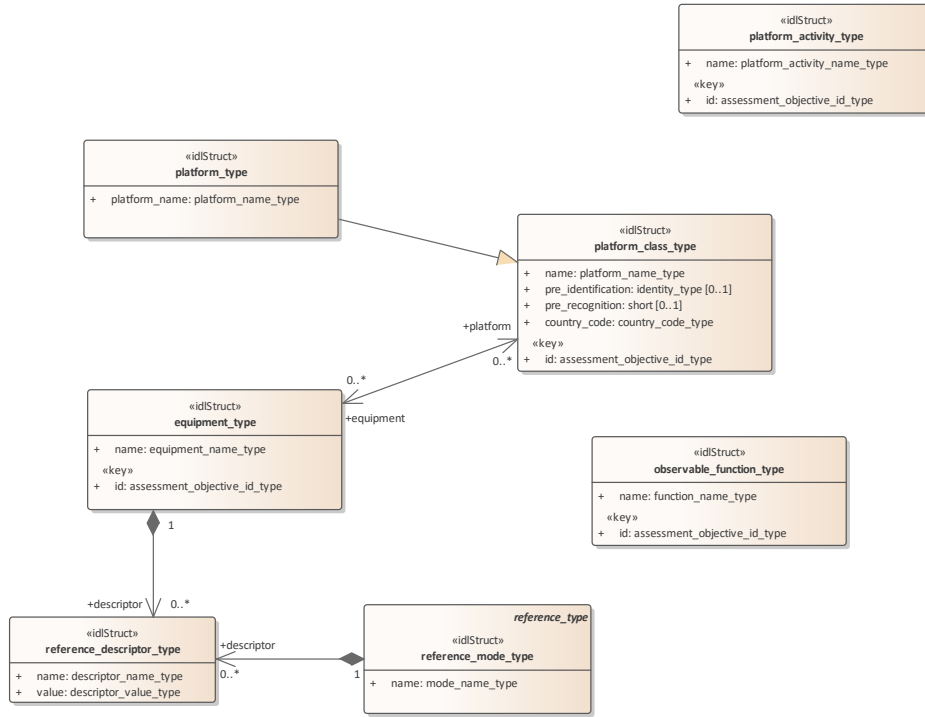 «idlStruct»
platform_activity_type
+ name: platform_activity_name_type
«key»
+ id: assessment_objective_id_type
«idlStruct»
platform_type
+ platform_name: platform_name_type
«idlStruct»
platform_class_type
+ name: platform_name_type
+ pre_identification: identity_type [0..1]
+ pre_recognition: short [0..1]
+ country_code: country_code_type
«key»
+ id: assessment_objective_id_type
+platform
0..*
0..*
+equipment
«idlStruct»
equipment_type
+ name: equipment_name_type
«key»
+ id: assessment_objective_id_type
«idlStruct»
observable_function_type
+ name: function_name_type
«key»
+ id: assessment_objective_id_type
1
+descriptor 0..*
«idlStruct»
reference_descriptor_type
+ name: descriptor_name_type
+ value: descriptor_value_type
+descriptor
0..*
1
reference_type
«idlStruct»
reference_mode_type
+ name: mode_name_type